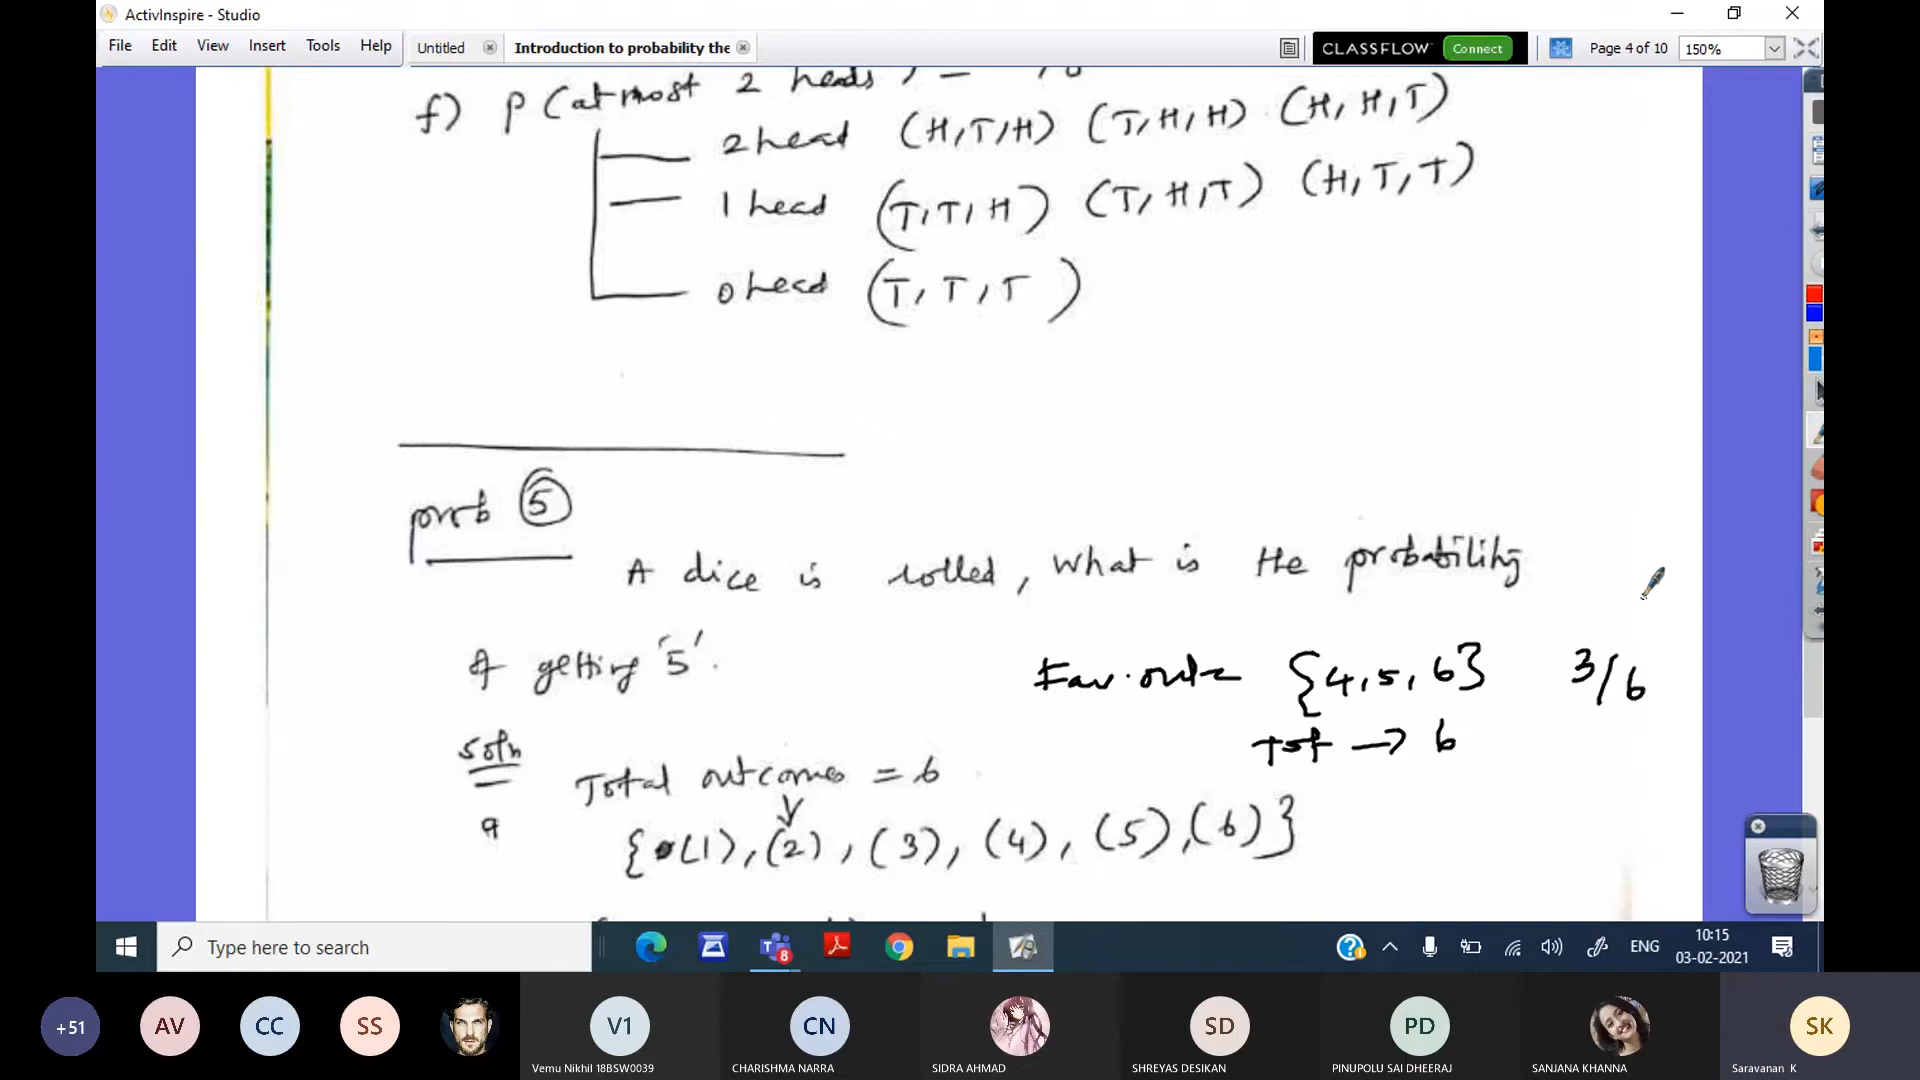 ActivInspire - Studio
File Edit View Insert Tools Help
Untitled
Introduction to probability the
CLASSFLOW Connect
Page 4 of 10
150%
f) P (atmost 2 heads) =
2 head (H,T,H) (T,H,H) (H,H,T)
1 head (T,T,H) (T,H,T) (H,T,T)
0 head (T,T,T)
prob 5
A dice is rolled, What is the probability
of getting '5'.
Fav. outc {4,5,6} 3/6
Tot → 6
Soln
Total outcomes = 6
a
{(1), (2), (3), (4), (5), (6)}
Type here to search
8
ENG
10:15
03-02-2021
+51
AV
CC
SS
V1
CN
SD
PD
SK
Vemu Nikhil 18BSW0039
CHARISHMA NARRA
SIDRA AHMAD
SHREYAS DESIKAN
PINUPOLU SAI DHEERAJ
SANJANA KHANNA
Saravanan K